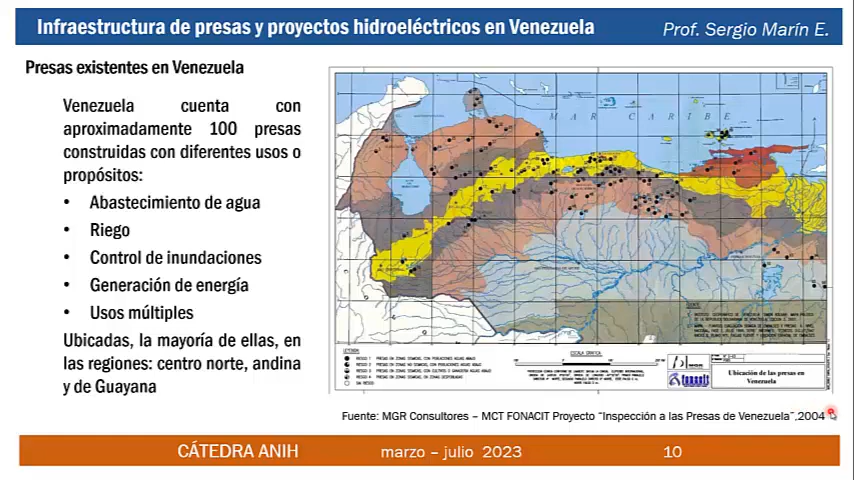 Infraestructura de presas y proyectos hidroeléctricos en Venezuela
Prof. Sergio Marín E.
Presas existentes en Venezuela
Venezuela cuenta con
aproximadamente 100 presas
construidas con diferentes usos o
propósitos:
• Abastecimiento de agua
• Riego
• Control de inundaciones
• Generación de energía
• Usos múltiples
Ubicadas, la mayoría de ellas, en
las regiones: centro norte, andina
y de Guayana
MAR CARIBE
ESCALA GRÁFICA
fonacit
Ubicación de las presas en
Venezuela
Fuente: MGR Consultores – MCT FONACIT Proyecto “Inspección a las Presas de Venezuela”,2004
CÁTEDRA ANIH
marzo – julio 2023
10